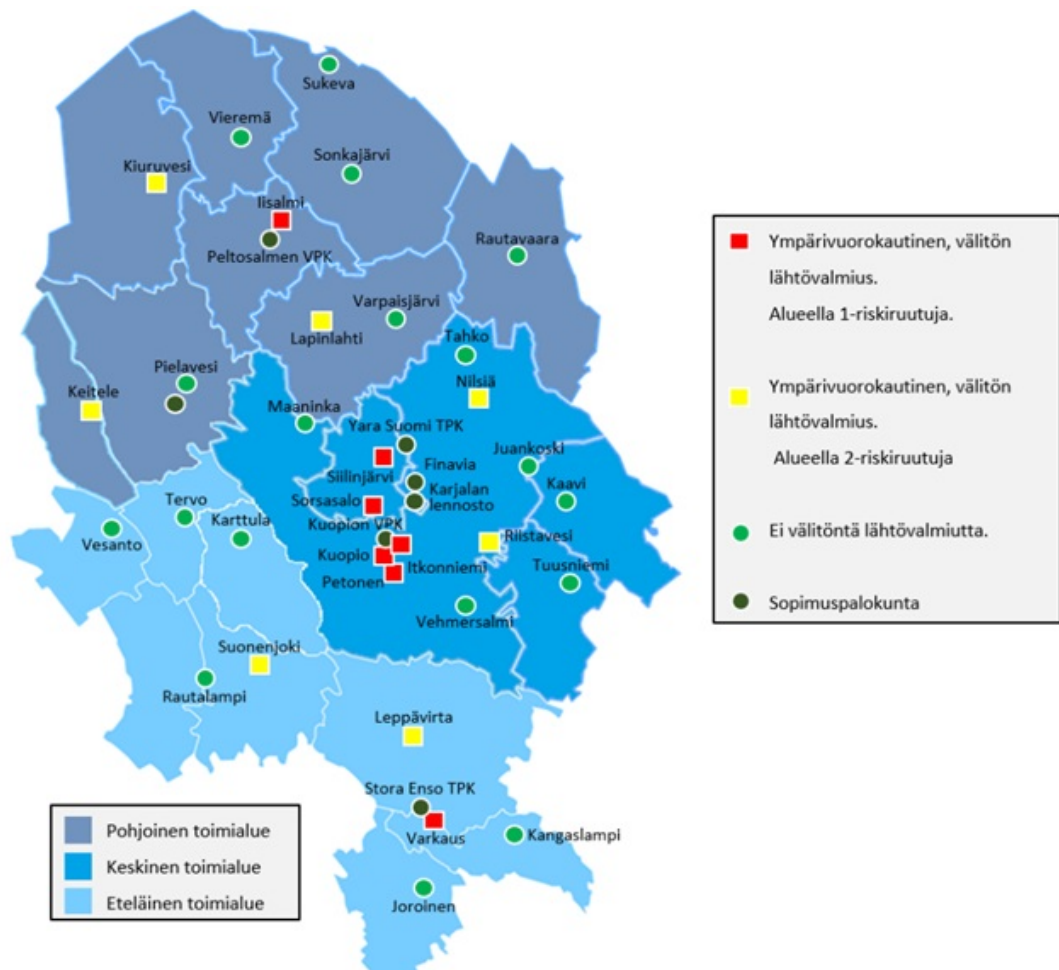 Sukeva
Vieremä
Sonkajärvi
Kiuruvesi
Iisalmi
Peltosalmen VPK
Rautavaara
Varpaisjärvi
Lapinlahti
Tahko
Pielavesi
Keitele
Nilsiä
Maaninka
Yara Suomi TPK
Juankoski
Siilinjärvi
Finavia
Kaavi
Karjalan
lennosto
Sorsasalo
Tervo
Karttula
Vesanto
Kuopion VPK
Riistavesi
Kuopio
Itkonniemi
Tuusniemi
Petonen
Vehmersalmi
Suonenjoki
Rautalampi
Leppävirta
Stora Enso TPK
Varkaus
Kangaslampi
Joroinen
Ympärivuorokautinen, välitön
lähtövalmius.
Alueella 1-riskiruutuja.
Ympärivuorokautinen, välitön
lähtövalmius.
Alueella 2-riskiruutuja
Ei välitöntä lähtövalmiutta.
Sopimuspalokunta
Pohjoinen toimialue
Keskinen toimialue
Eteläinen toimialue